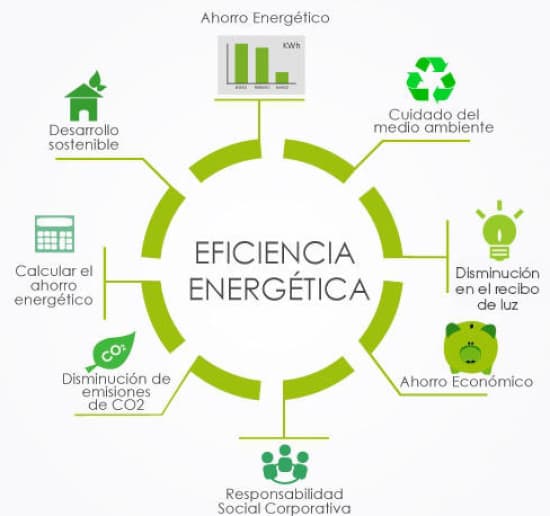 Ahorro Energético
KWh
Cuidado del
medio ambiente
Disminución
en el recibo
de luz
Ahorro Económico
Responsabilidad
Social Corporativa
CO2
Disminución de
emisiones
de CO2
Calcular el
ahorro
energético
Desarrollo
sostenible
EFICIENCIA
ENERGÉTICA